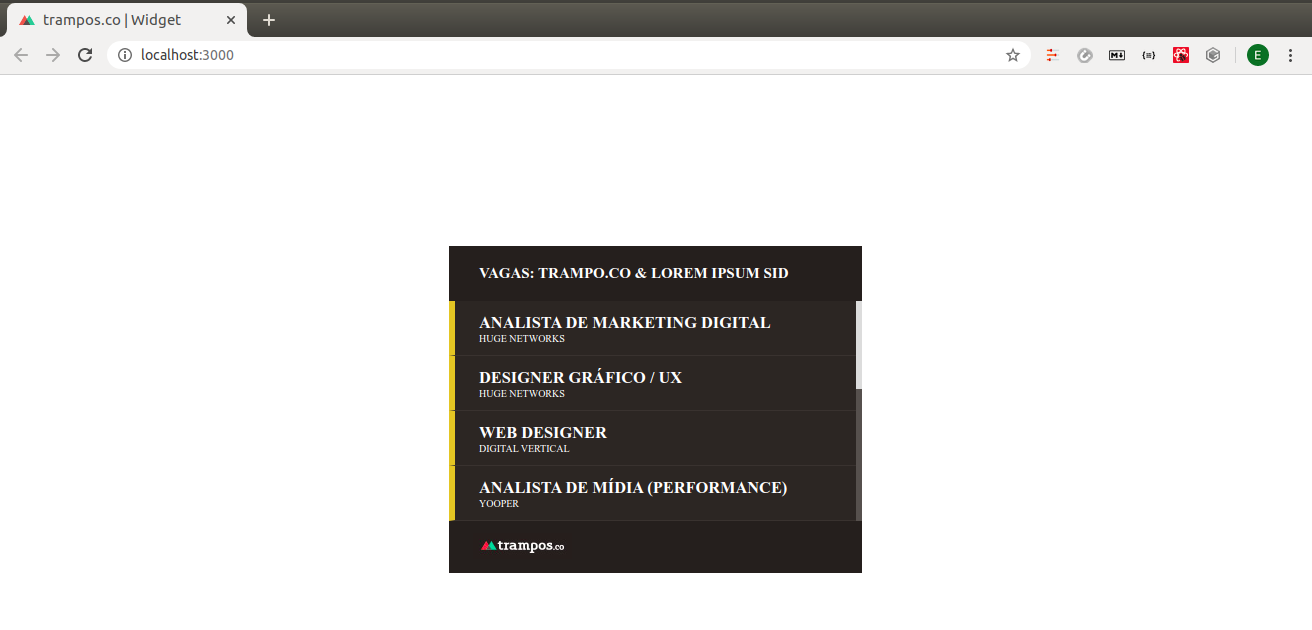 trampos.co | Widget
localhost:3000
M
E
VAGAS: TRAMPO.CO & LOREM IPSUM SID
ANALISTA DE MARKETING DIGITAL
HUGE NETWORKS
DESIGNER GRÁFICO / UX
HUGE NETWORKS
WEB DESIGNER
DIGITAL VERTICAL
ANALISTA DE MÍDIA (PERFORMANCE)
YOOPER
trampos.co